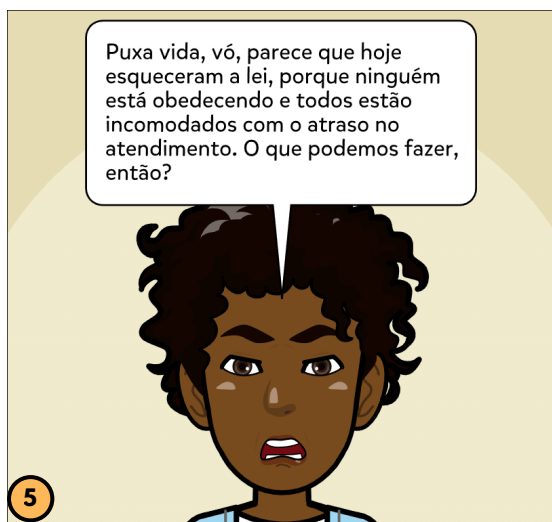 Puxa vida, vó, parece que hoje
esqueceram a lei, porque ninguém
está obedecendo e todos estão
incomodados com o atraso no
atendimento. O que podemos fazer,
então?
5